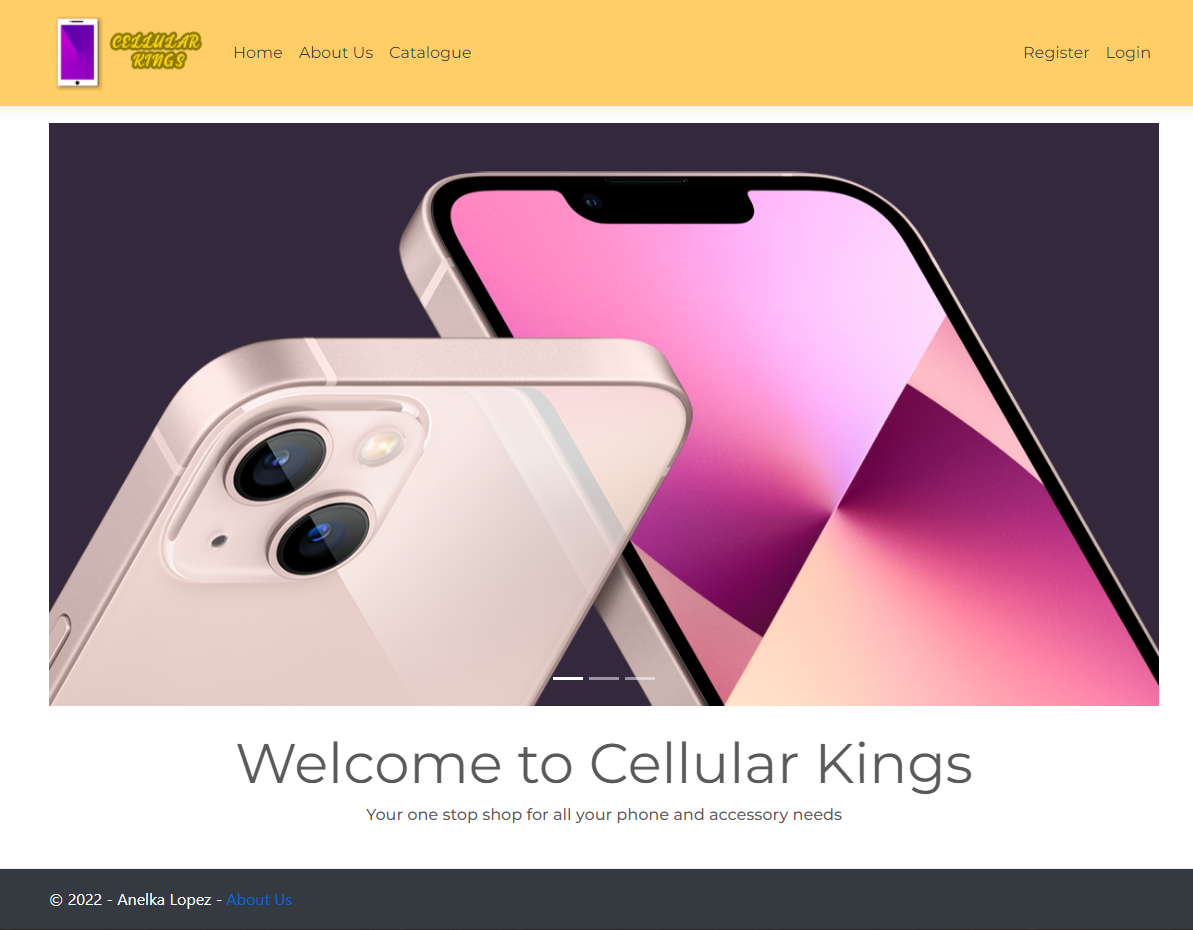 CELLULAR
KINGS
Home About Us Catalogue
Register Login
Welcome to Cellular Kings
Your one stop shop for all your phone and accessory needs
© 2022 - Anelka Lopez - About Us